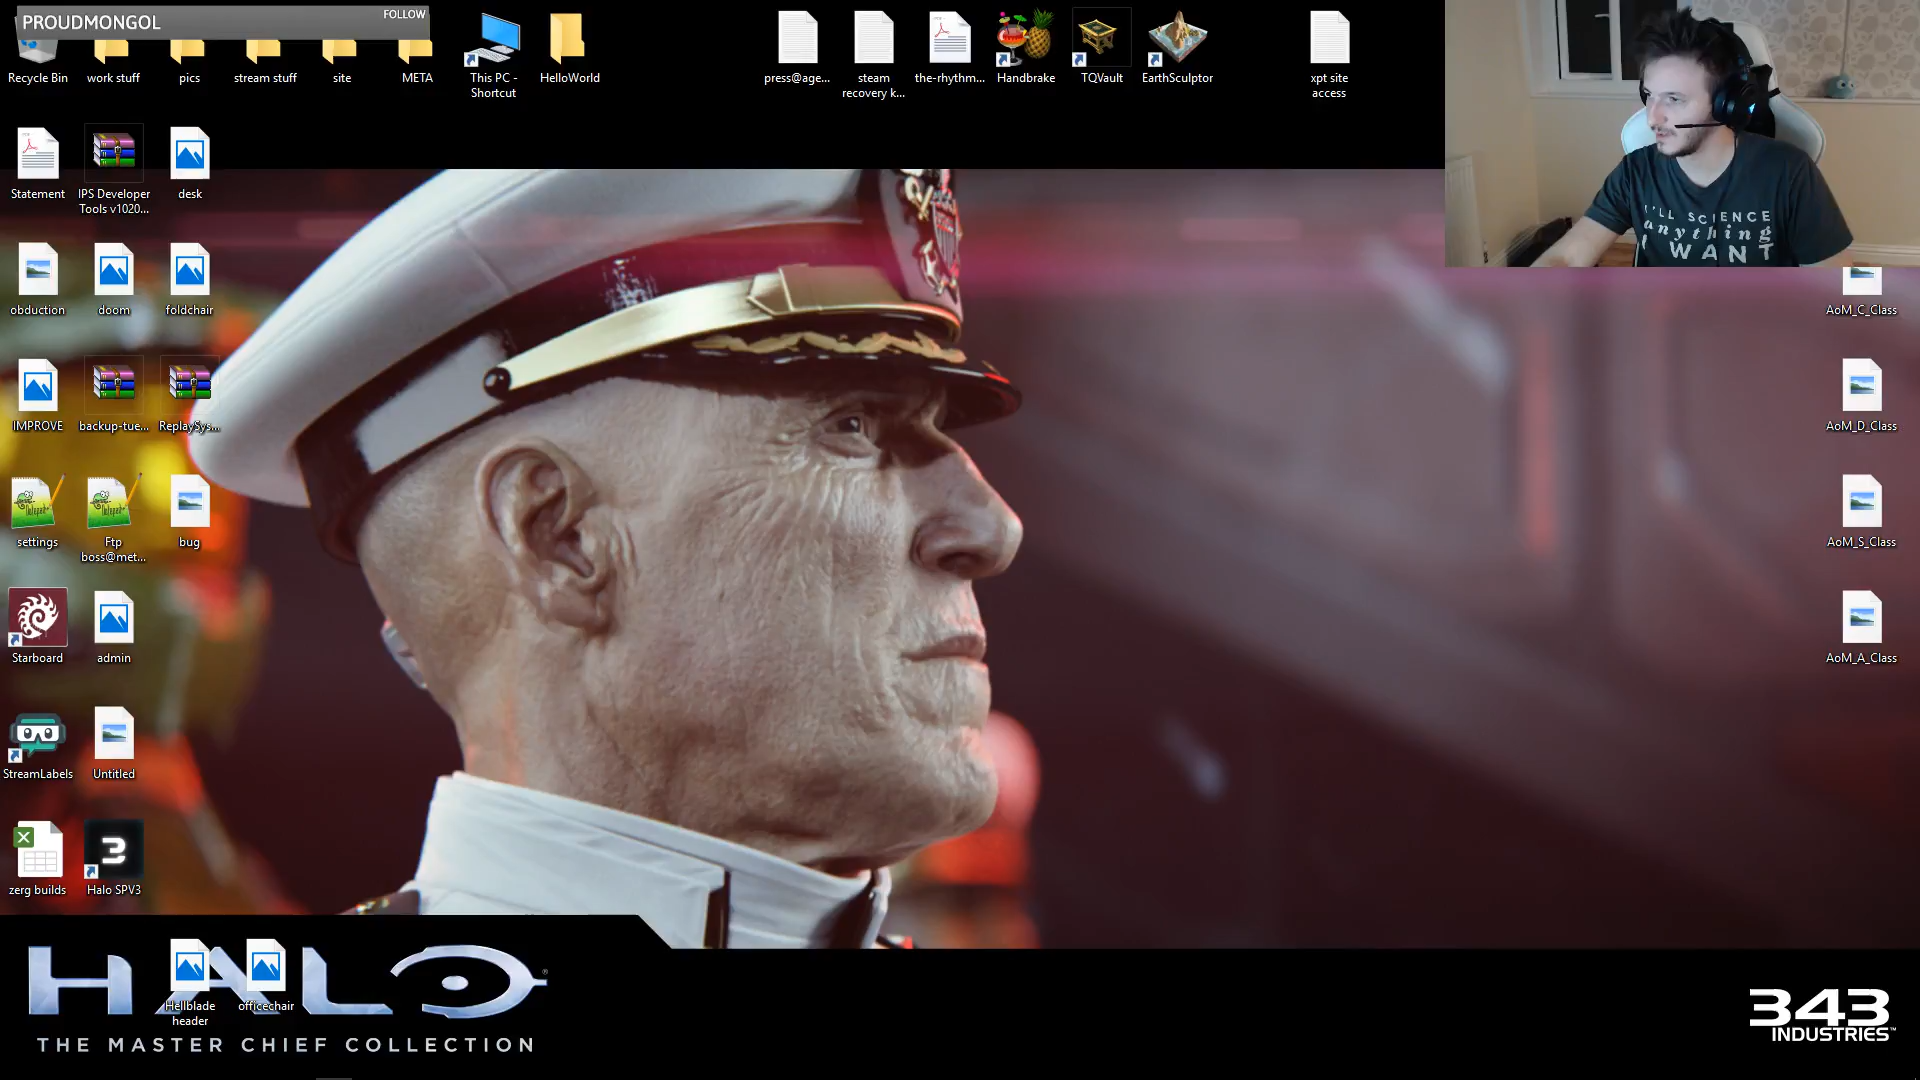 PROUDMONGOL
FOLLOW
Recycle Bin
work stuff
pics
stream stuff
site
META
This PC -
Shortcut
HelloWorld
press@age...
steam
recovery k...
the-rhythm...
Handbrake
TQVault
EarthSculptor
xpt site
access
Statement
IPS Developer
Tools v1020...
desk
I'LL SCIENCE
anything
I WANT
obduction
doom
foldchair
AoM_C_Class
IMPROVE
backup-tue...
ReplaySys...
AoM_D_Class
settings
Ftp
boss@met...
bug
AoM_S_Class
Starboard
admin
AoM_A_Class
StreamLabels
Untitled
zerg builds
3
Halo SPV3
HALO
Hellblade
header
officechair
THE MASTER CHIEF COLLECTION
343
INDUSTRIES™